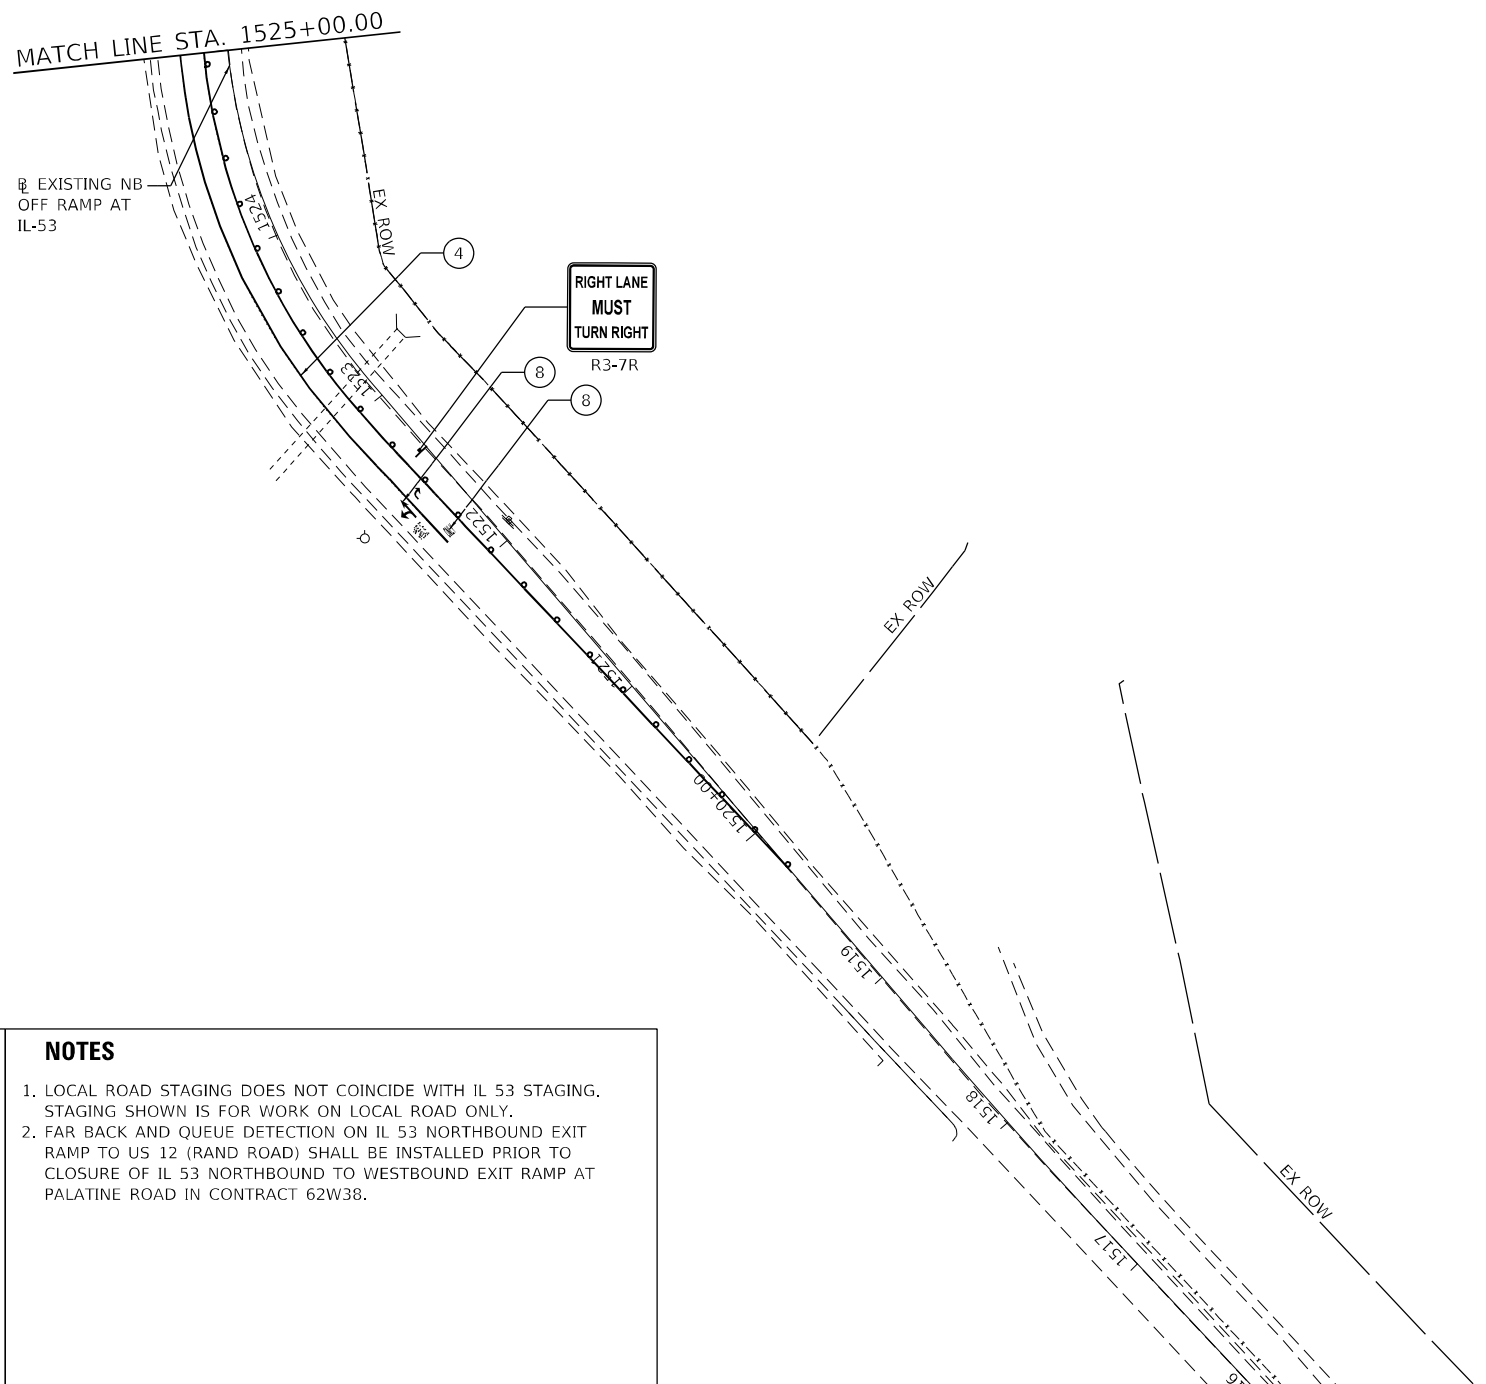 MATCH LINE STA. 1525+00.00
BL EXISTING NB
OFF RAMP AT
IL-53
EX ROW
1524
4
RIGHT LANE
MUST
TURN RIGHT
R3-7R
8
8
1523
1522
EX ROW
1521
1520+00
1519
1518
EX ROW
1517
NOTES
1. LOCAL ROAD STAGING DOES NOT COINCIDE WITH IL 53 STAGING.
STAGING SHOWN IS FOR WORK ON LOCAL ROAD ONLY.
2. FAR BACK AND QUEUE DETECTION ON IL 53 NORTHBOUND EXIT
RAMP TO US 12 (RAND ROAD) SHALL BE INSTALLED PRIOR TO
CLOSURE OF IL 53 NORTHBOUND TO WESTBOUND EXIT RAMP AT
PALATINE ROAD IN CONTRACT 62W38.